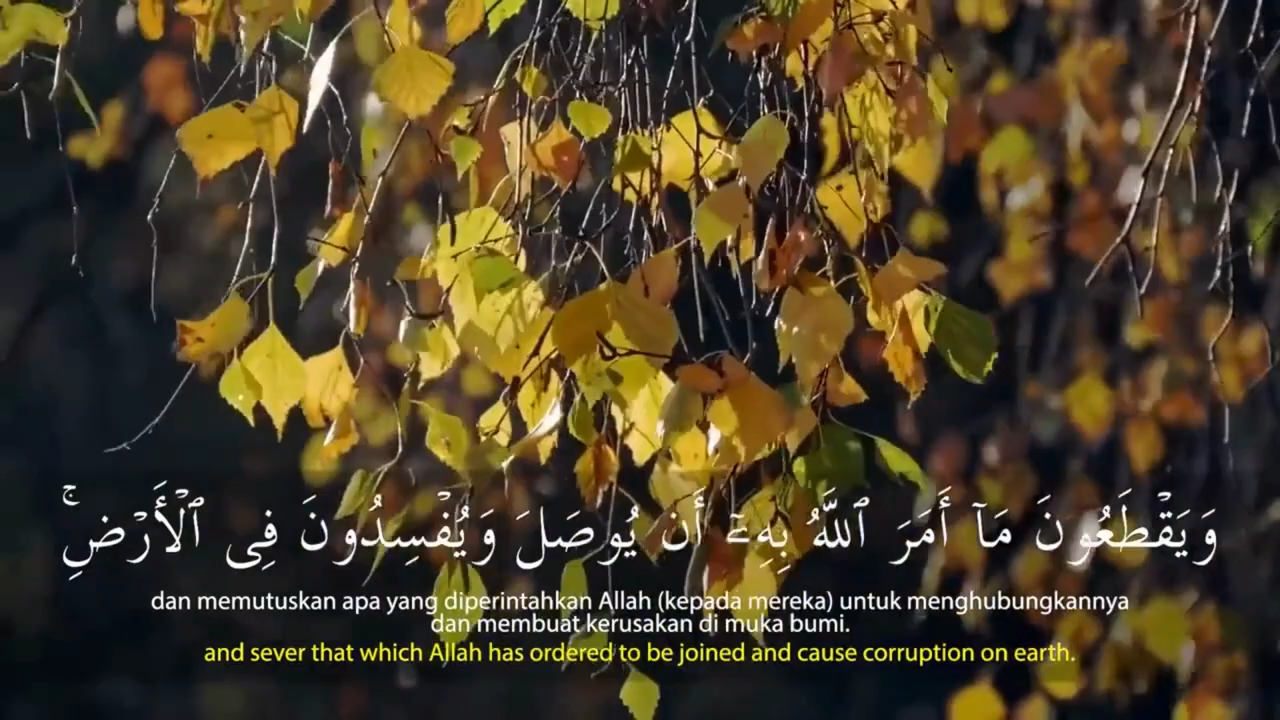 وَيَقْطَعُونَ مَآ أَمَرَ ٱللَّهُ بِهِۦٓ أَن يُوصَلَ وَيُفْسِدُونَ فِى ٱلْأَرْضِ ۚ
dan memutuskan apa yang diperintahkan Allah (kepada mereka) untuk menghubungkannya
dan membuat kerusakan di muka bumi.
and sever that which Allah has ordered to be joined and cause corruption on earth.